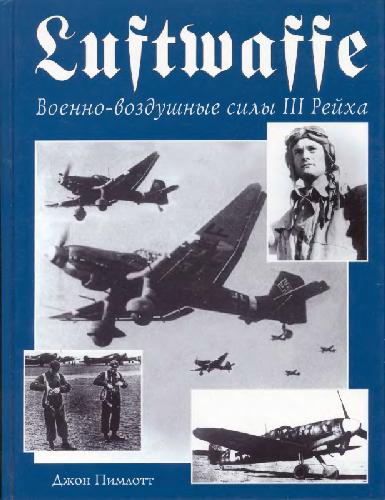 Luftwaffe
Военно-воздушные силы III Рейха
Джон Пимлотт